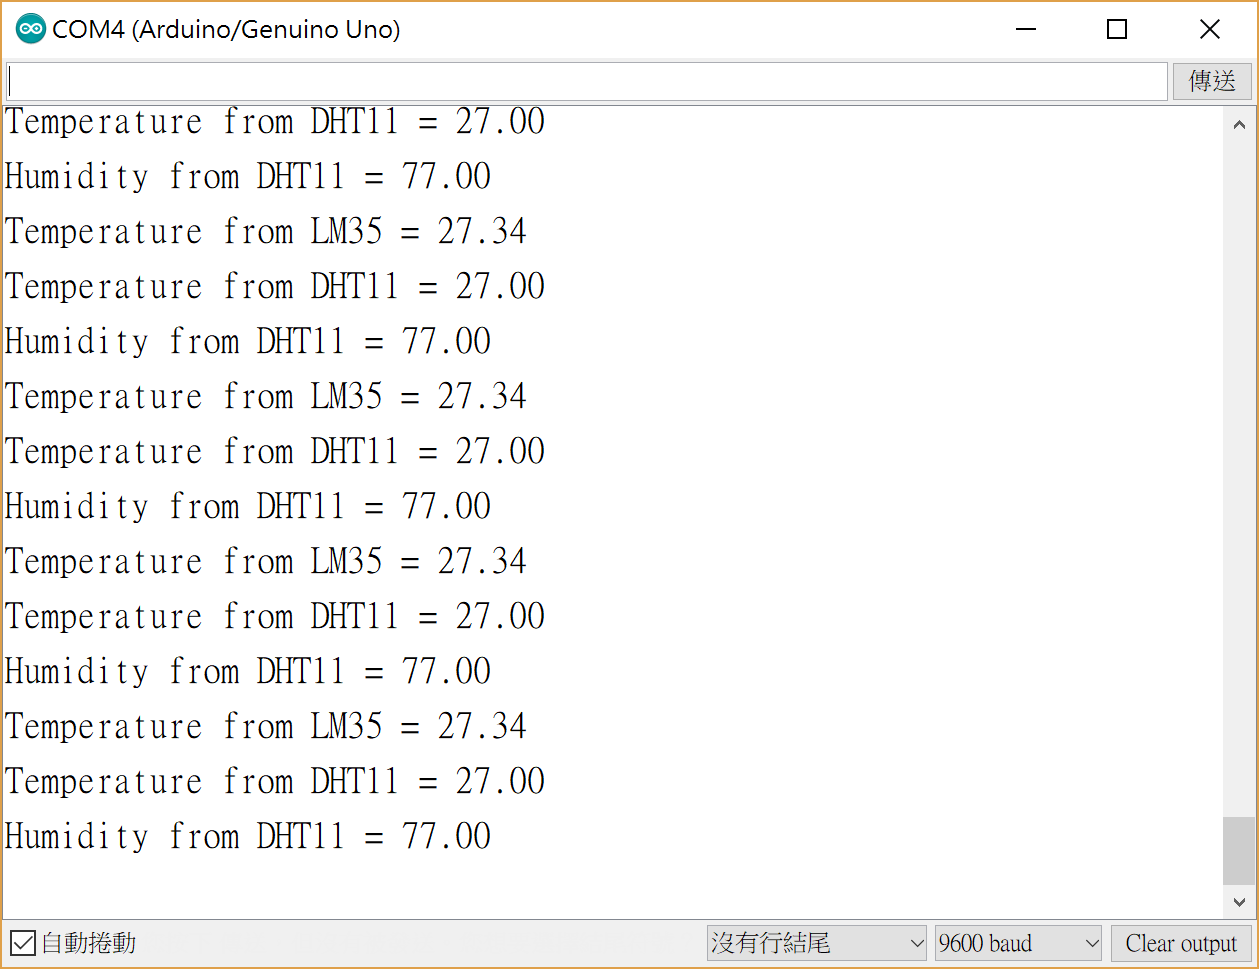 COM4 (Arduino/Genuino Uno)
傳送
Temperature from DHT11 = 27.00
Humidity from DHT11 = 77.00
Temperature from LM35 = 27.34
Temperature from DHT11 = 27.00
Humidity from DHT11 = 77.00
Temperature from LM35 = 27.34
Temperature from DHT11 = 27.00
Humidity from DHT11 = 77.00
Temperature from LM35 = 27.34
Temperature from DHT11 = 27.00
Humidity from DHT11 = 77.00
Temperature from LM35 = 27.34
Temperature from DHT11 = 27.00
Humidity from DHT11 = 77.00
自動捲動 沒有行結尾 9600 baud Clear output